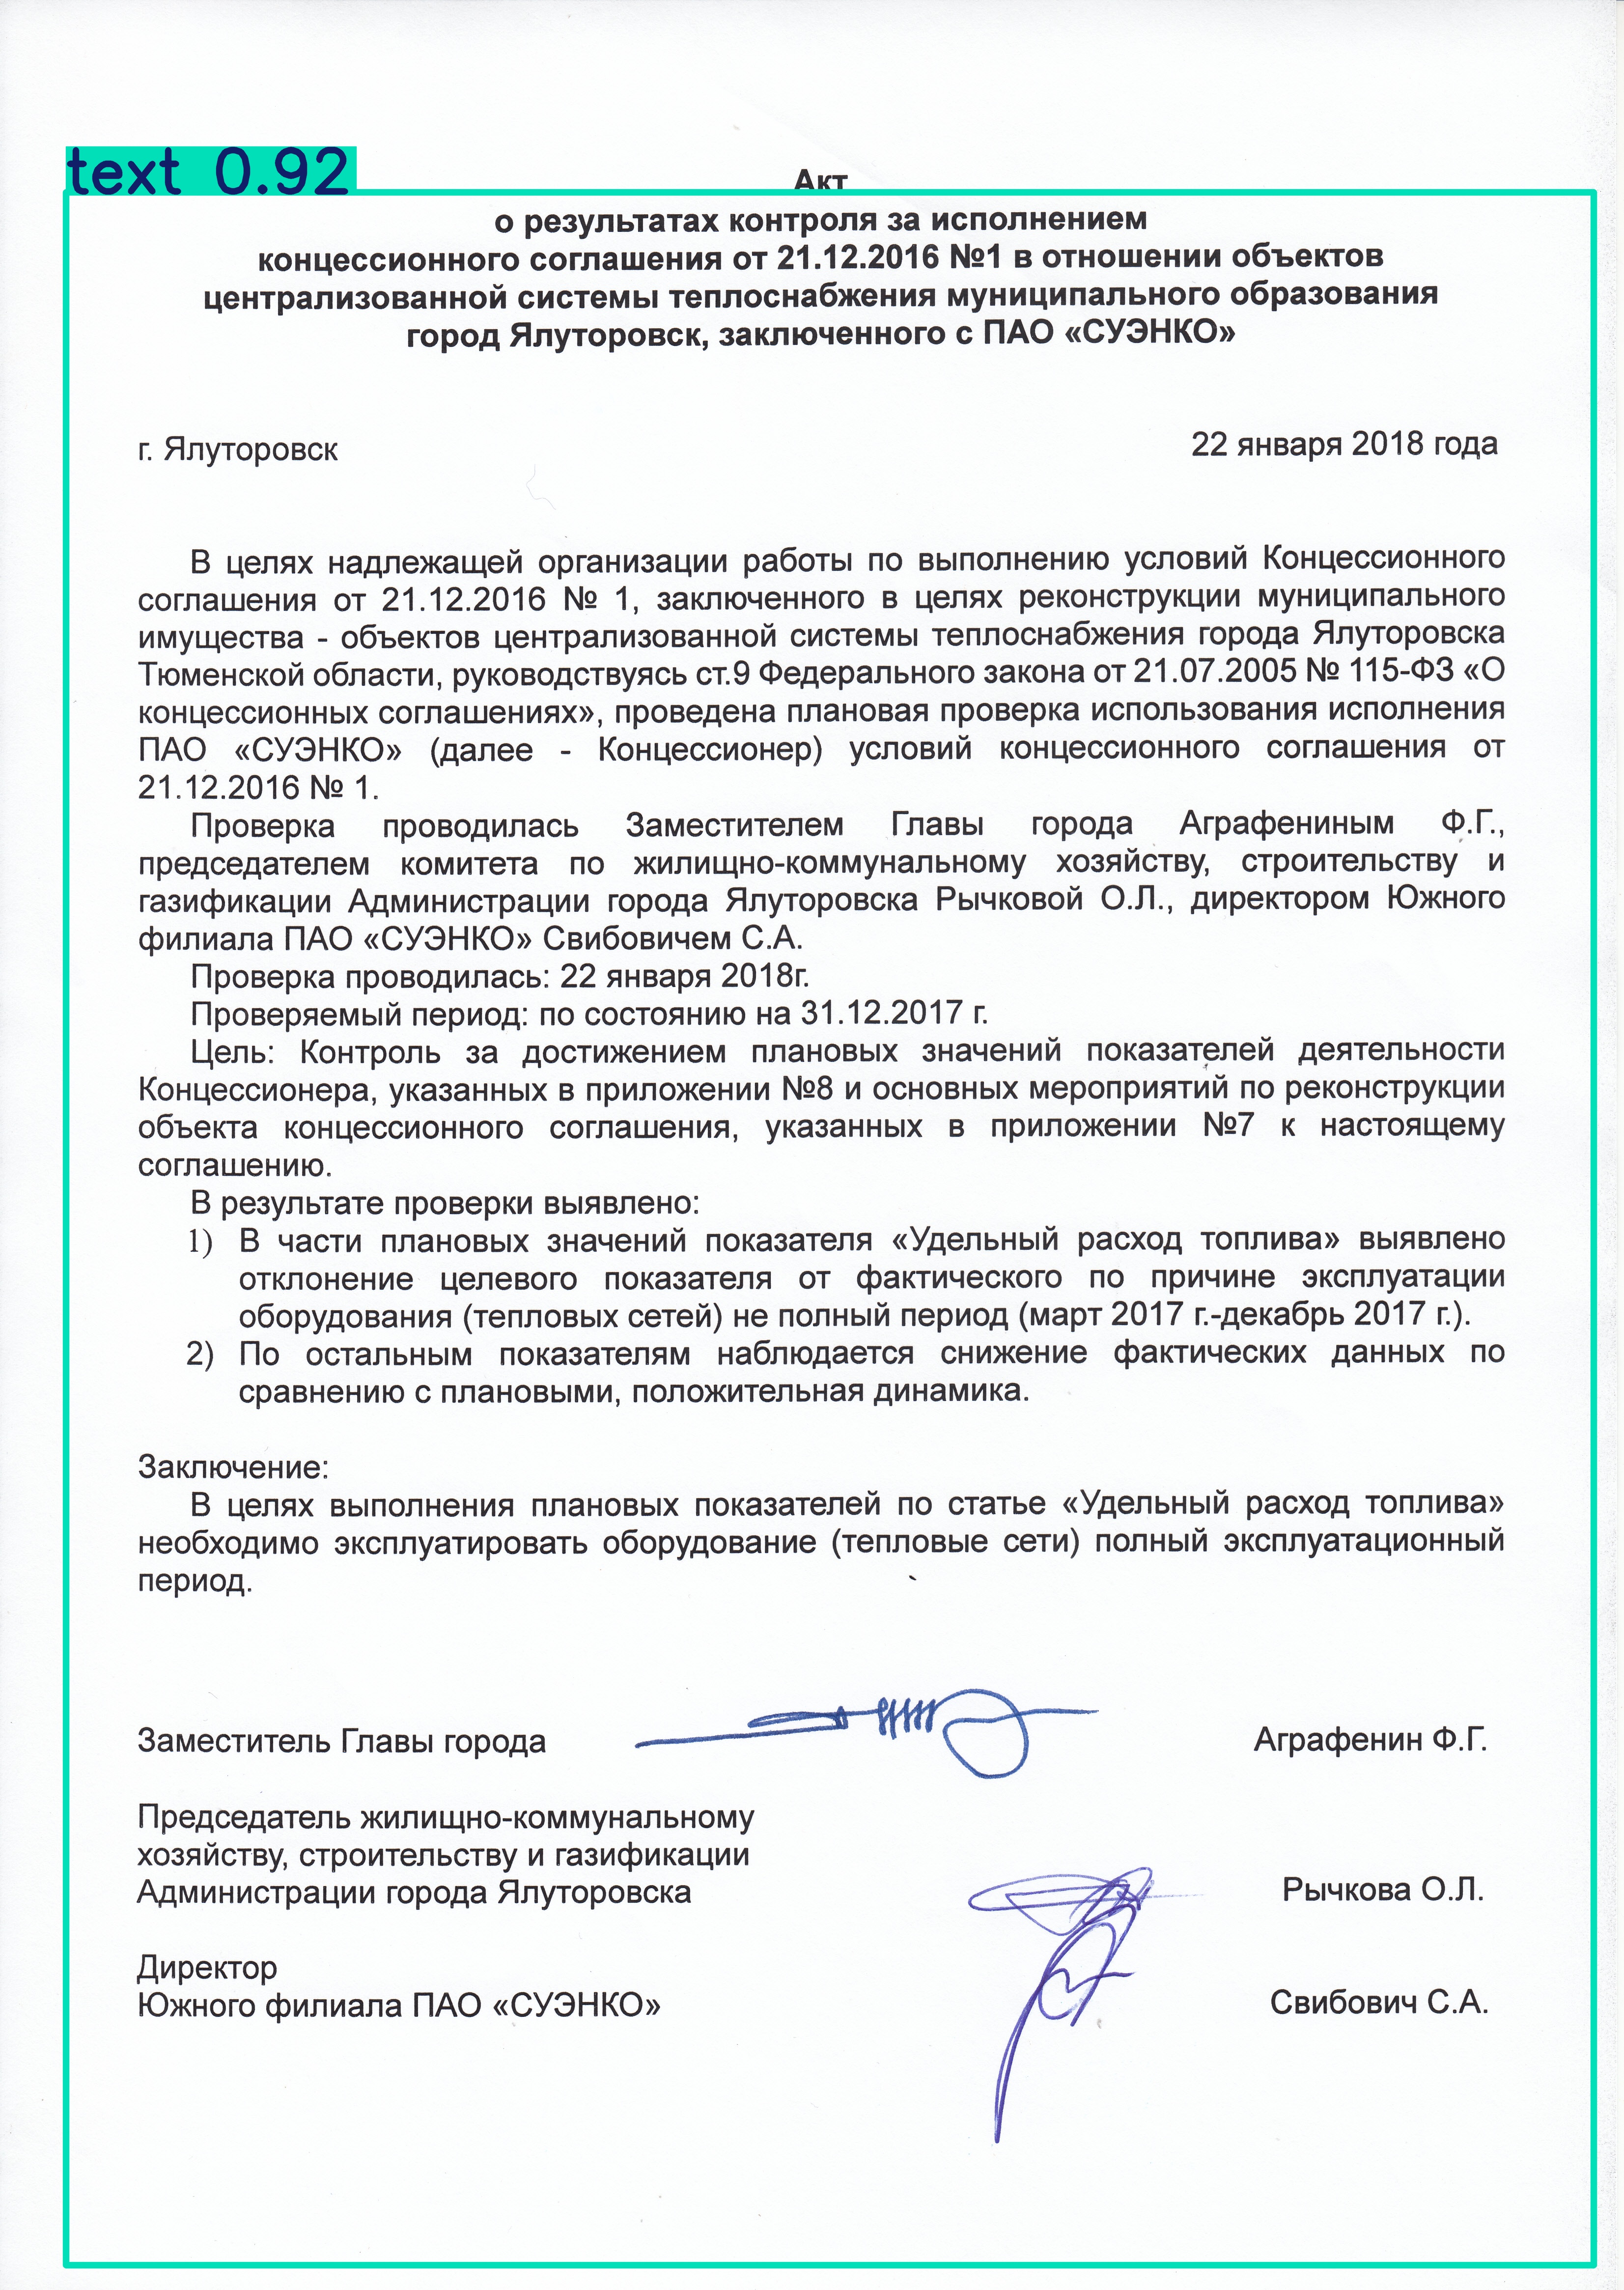 text 0.92
Акт
о результатах контроля за исполнением
концессионного соглашения от 21.12.2016 №1 в отношении объектов
централизованной системы теплоснабжения муниципального образования
город Ялуторовск, заключенного с ПАО «СУЭНКО»
г. Ялуторовск 22 января 2018 года
В целях надлежащей организации работы по выполнению условий Концессионного
соглашения от 21.12.2016 № 1, заключенного в целях реконструкции муниципального
имущества - объектов централизованной системы теплоснабжения города Ялуторовска
Тюменской области, руководствуясь ст.9 Федерального закона от 21.07.2005 № 115-ФЗ «О
концессионных соглашениях», проведена плановая проверка использования исполнения
ПАО «СУЭНКО» (далее - Концессионер) условий концессионного соглашения от
21.12.2016 № 1.
Проверка проводилась Заместителем Главы города Аграфениным Ф.Г.,
председателем комитета по жилищно-коммунальному хозяйству, строительству и
газификации Администрации города Ялуторовска Рычковой О.Л., директором Южного
филиала ПАО «СУЭНКО» Свибовичем С.А.
Проверка проводилась: 22 января 2018г.
Проверяемый период: по состоянию на 31.12.2017 г.
Цель: Контроль за достижением плановых значений показателей деятельности
Концессионера, указанных в приложении №8 и основных мероприятий по реконструкции
объекта концессионного соглашения, указанных в приложении №7 к настоящему
соглашению.
В результате проверки выявлено:
1) В части плановых значений показателя «Удельный расход топлива» выявлено
отклонение целевого показателя от фактического по причине эксплуатации
оборудования (тепловых сетей) не полный период (март 2017 г.-декабрь 2017 г.).
2) По остальным показателям наблюдается снижение фактических данных по
сравнению с плановыми, положительная динамика.
Заключение:
В целях выполнения плановых показателей по статье «Удельный расход топлива»
необходимо эксплуатировать оборудование (тепловые сети) полный эксплуатационный
период.
Заместитель Главы города Аграфенин Ф.Г.
Председатель жилищно-коммунальному
хозяйству, строительству и газификации
Администрации города Ялуторовска Рычкова О.Л.
Директор
Южного филиала ПАО «СУЭНКО» Свибович С.А.